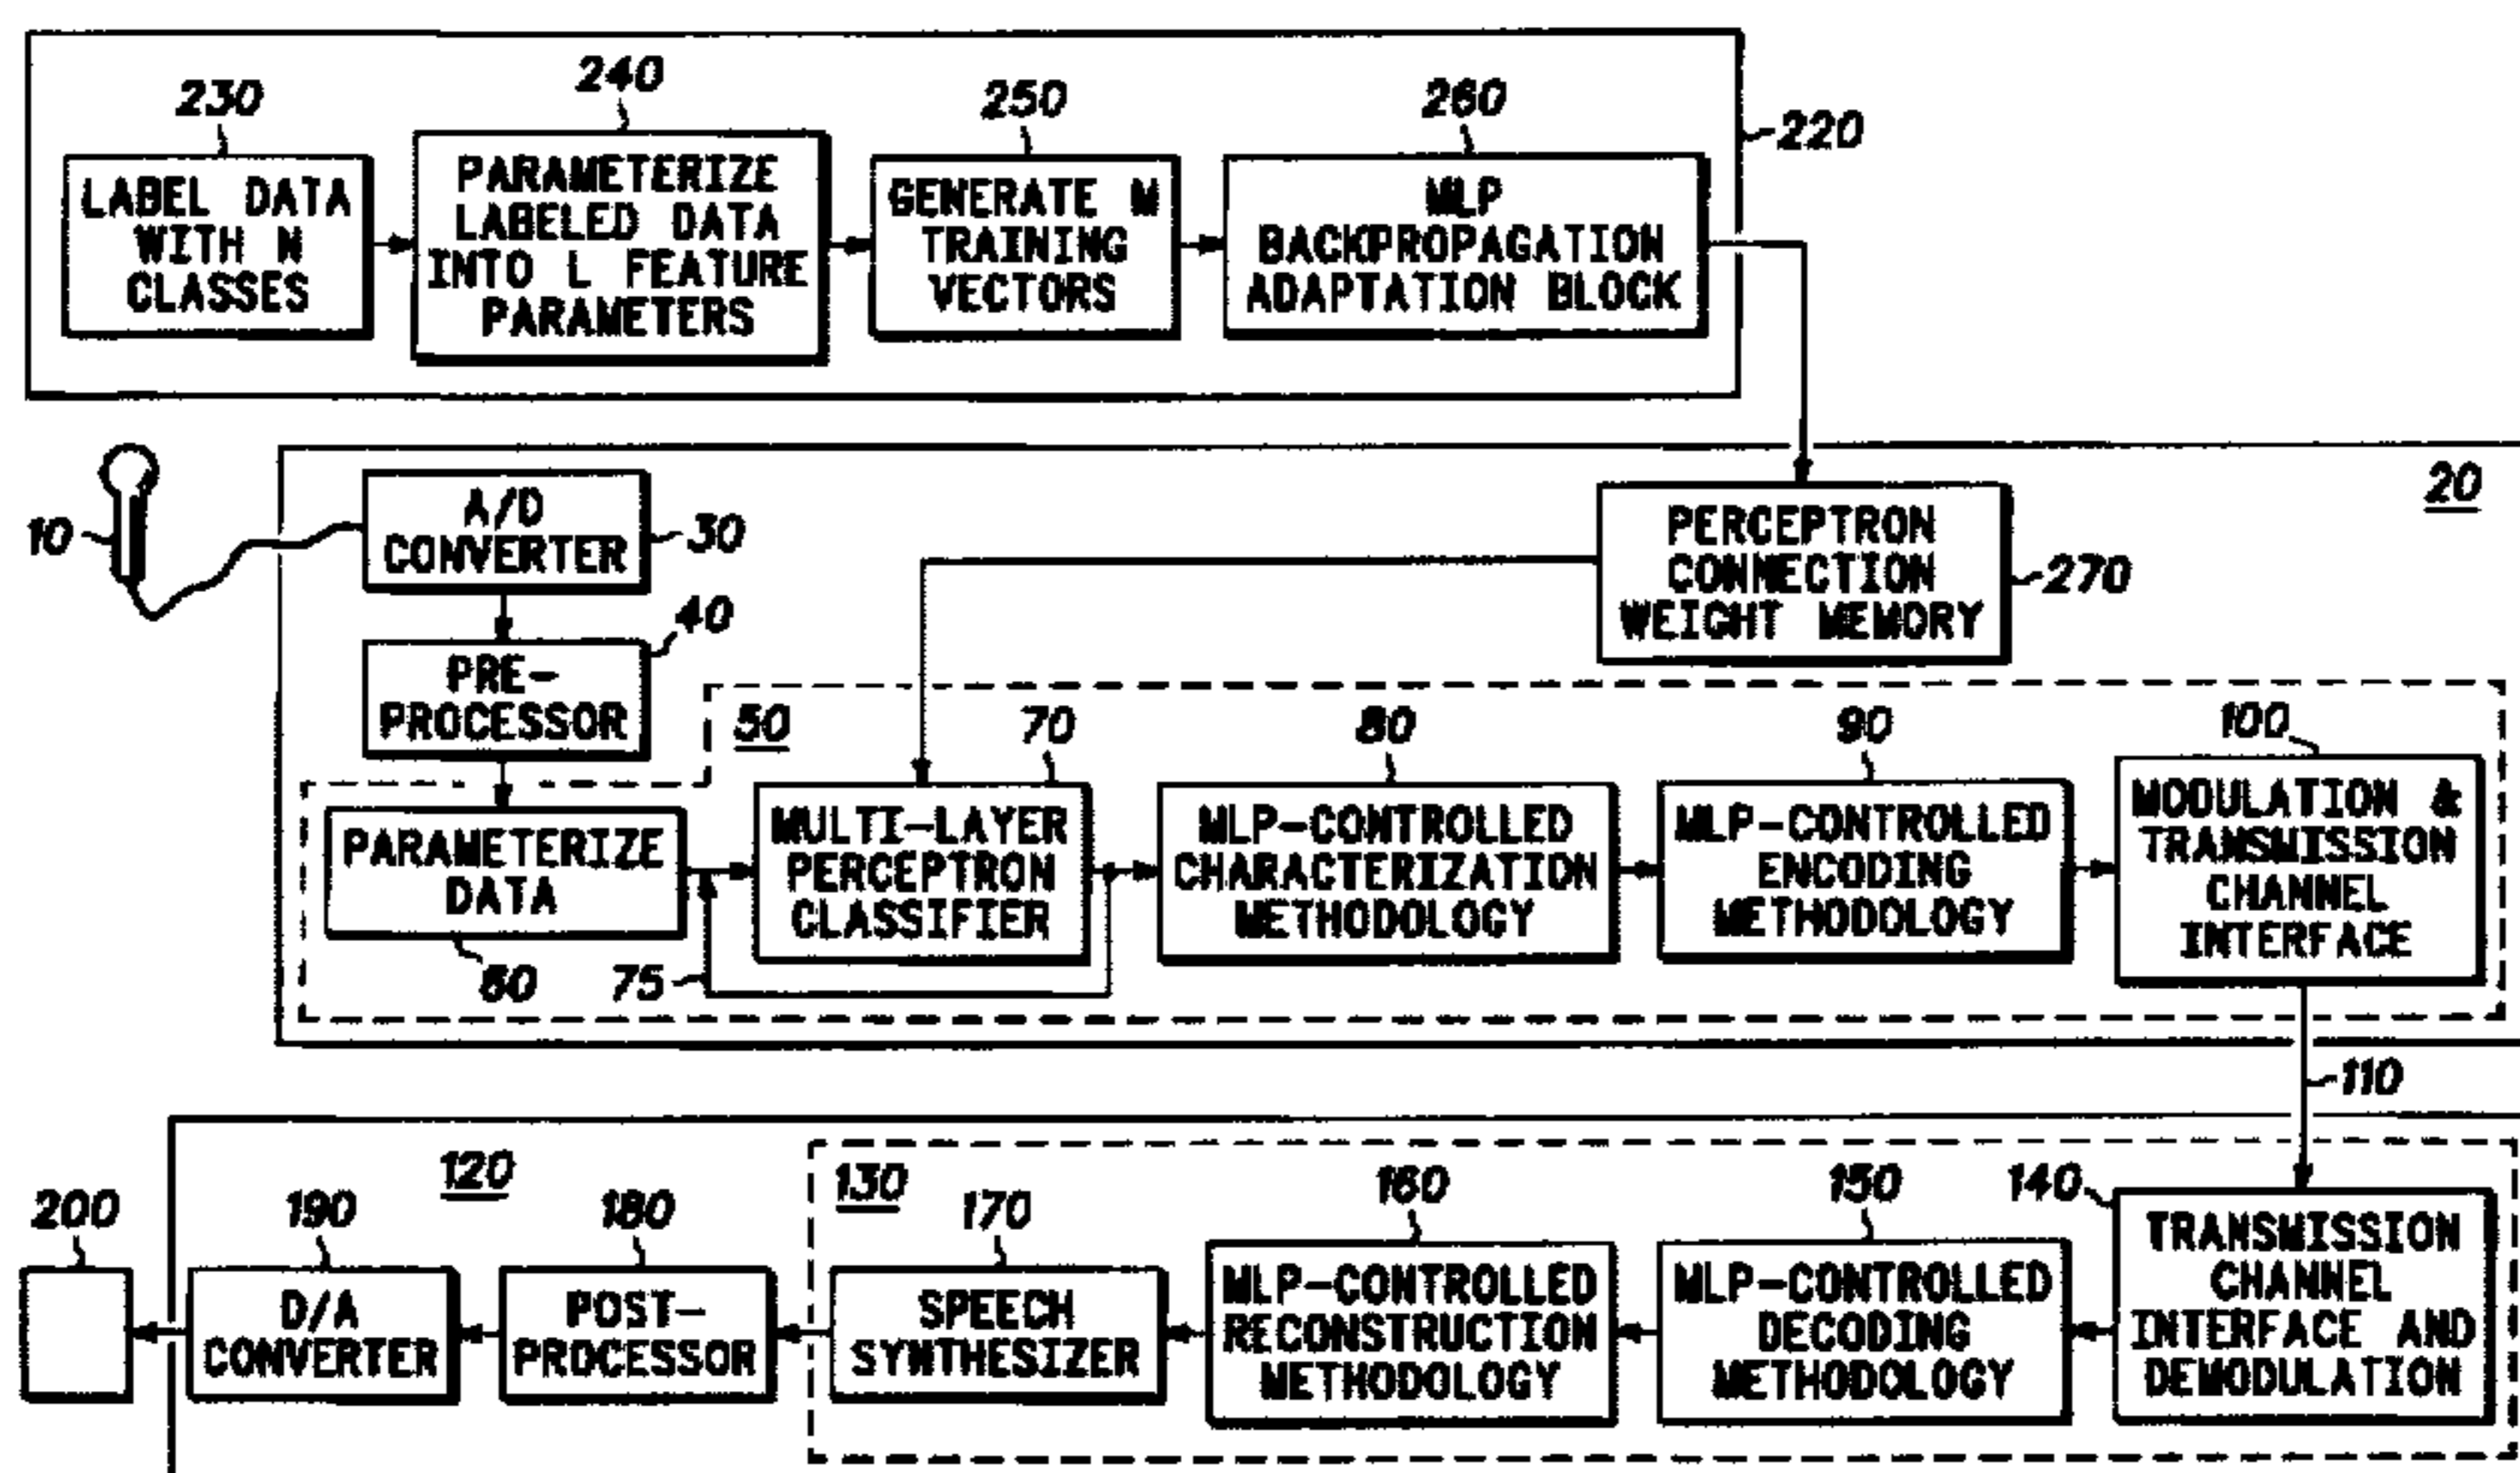 230
240
250
260
220
LABEL DATA
WITH N
CLASSES
PARAMETERIZE
LABELED DATA
INTO L FEATURE
PARAMETERS
GENERATE M
TRAINING
VECTORS
MLP
BACKPROPAGATION
ADAPTATION BLOCK
20
10
A/D
CONVERTER
30
PERCEPTRON
CONNECTION
WEIGHT MEMORY
270
40
PRE-
PROCESSOR
50
70
80
90
100
PARAMETERIZE
DATA
60
75
MULTI-LAYER
PERCEPTRON
CLASSIFIER
MLP-CONTROLLED
CHARACTERIZATION
METHODOLOGY
MLP-CONTROLLED
ENCODING
METHODOLOGY
MODULATION &
TRANSMISSION
CHANNEL
INTERFACE
110
120
130
200
190
180
170
160
150
140
D/A
CONVERTER
POST-
PROCESSOR
SPEECH
SYNTHESIZER
MLP-CONTROLLED
RECONSTRUCTION
METHODOLOGY
MLP-CONTROLLED
DECODING
METHODOLOGY
TRANSMISSION
CHANNEL
INTERFACE AND
DEMODULATION